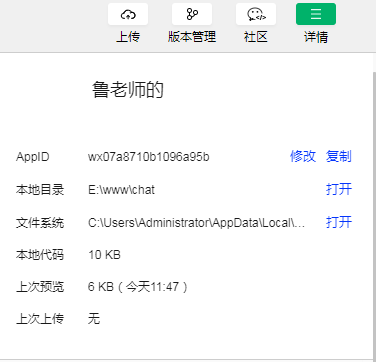 上传 版本管理 社区 详情
鲁老师的
AppID wx07a8710b1096a95b 修改 复制
本地目录 E:\www\chat 打开
文件系统 C:\Users\Administrator\AppData\Local\... 打开
本地代码 10 KB
上次预览 6 KB（今天11:47）
上次上传 无